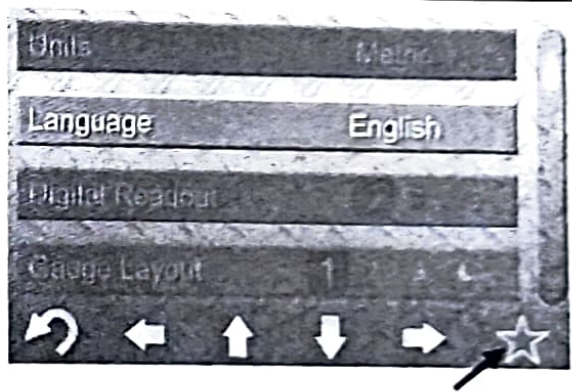 Units Metric
Language English
Digital Readout
Gauge Layout 1